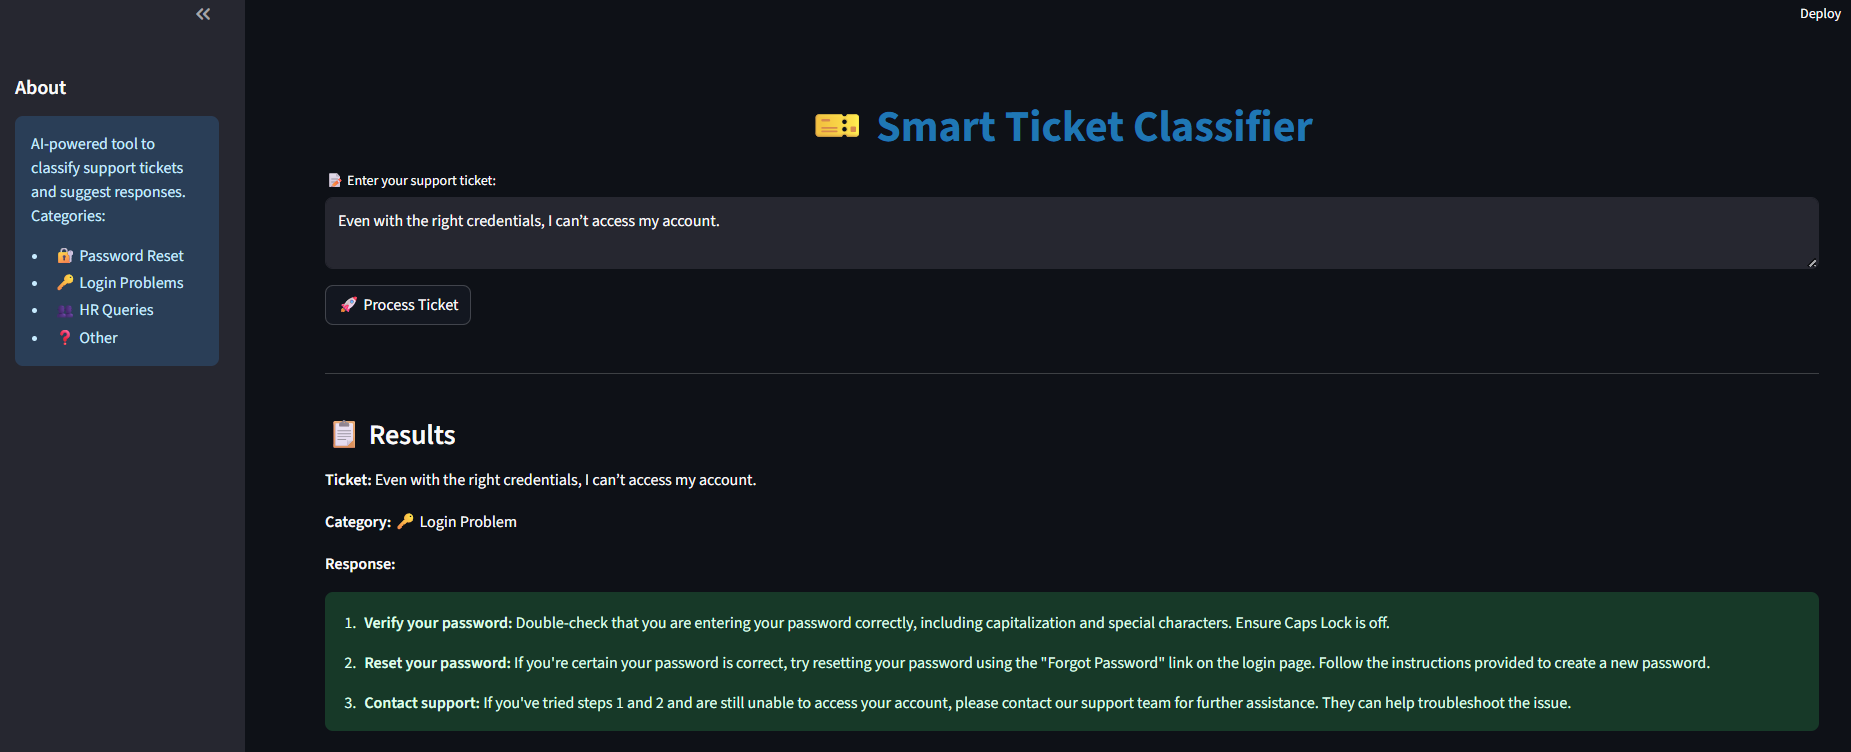 Deploy
About
AI-powered tool to
classify support tickets
and suggest responses.
Categories:
Password Reset
Login Problems
HR Queries
Other
Smart Ticket Classifier
Enter your support ticket:
Even with the right credentials, I can’t access my account.
Process Ticket
Results
Ticket: Even with the right credentials, I can’t access my account.
Category: Login Problem
Response:
1. Verify your password: Double-check that you are entering your password correctly, including capitalization and special characters. Ensure Caps Lock is off.
2. Reset your password: If you're certain your password is correct, try resetting your password using the "Forgot Password" link on the login page. Follow the instructions provided to create a new password.
3. Contact support: If you've tried steps 1 and 2 and are still unable to access your account, please contact our support team for further assistance. They can help troubleshoot the issue.